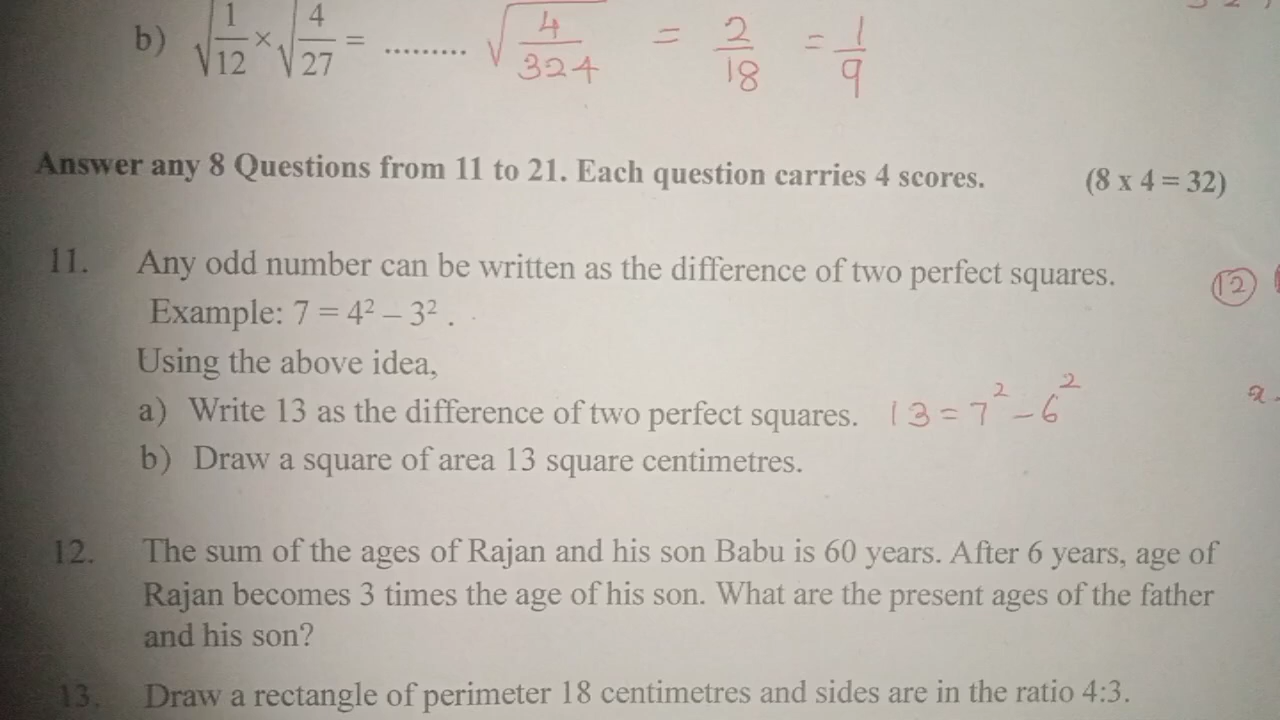 b) √1/12 × √4/27 = ......... √4/324 = 2/18 = 1/9
Answer any 8 Questions from 11 to 21. Each question carries 4 scores. (8 x 4 = 32)
11. Any odd number can be written as the difference of two perfect squares. 12
Example: 7 = 4² – 3² .
Using the above idea,
a) Write 13 as the difference of two perfect squares. 13 = 7² – 6²
b) Draw a square of area 13 square centimetres.
12. The sum of the ages of Rajan and his son Babu is 60 years. After 6 years, age of
Rajan becomes 3 times the age of his son. What are the present ages of the father
and his son?
13. Draw a rectangle of perimeter 18 centimetres and sides are in the ratio 4:3.